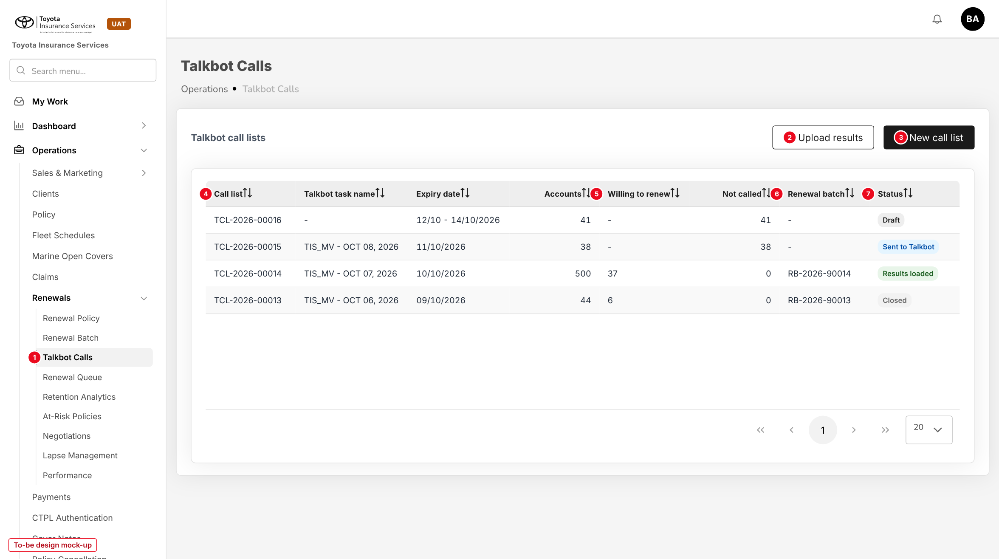 Toyota
Insurance Services
UAT
Toyota Insurance Services
BA
Search menu...
My Work
Dashboard
Operations
Sales & Marketing
Clients
Policy
Fleet Schedules
Marine Open Covers
Claims
Renewals
Renewal Policy
Renewal Batch
1 Talkbot Calls
Renewal Queue
Retention Analytics
At-Risk Policies
Negotiations
Lapse Management
Performance
Payments
CTPL Authentication
Cover Notes
To-be design mock-up
Policy Cancellation
Talkbot Calls
Operations • Talkbot Calls
Talkbot call lists
2 Upload results
3 New call list
4 Call list Talkbot task name Expiry date Accounts 5 Willing to renew Not called 6 Renewal batch 7 Status
TCL-2026-00016 - 12/10 - 14/10/2026 41 - 41 - Draft
TCL-2026-00015 TIS_MV - OCT 08, 2026 11/10/2026 38 - 38 - Sent to Talkbot
TCL-2026-00014 TIS_MV - OCT 07, 2026 10/10/2026 500 37 0 RB-2026-90014 Results loaded
TCL-2026-00013 TIS_MV - OCT 06, 2026 09/10/2026 44 6 0 RB-2026-90013 Closed
1
20